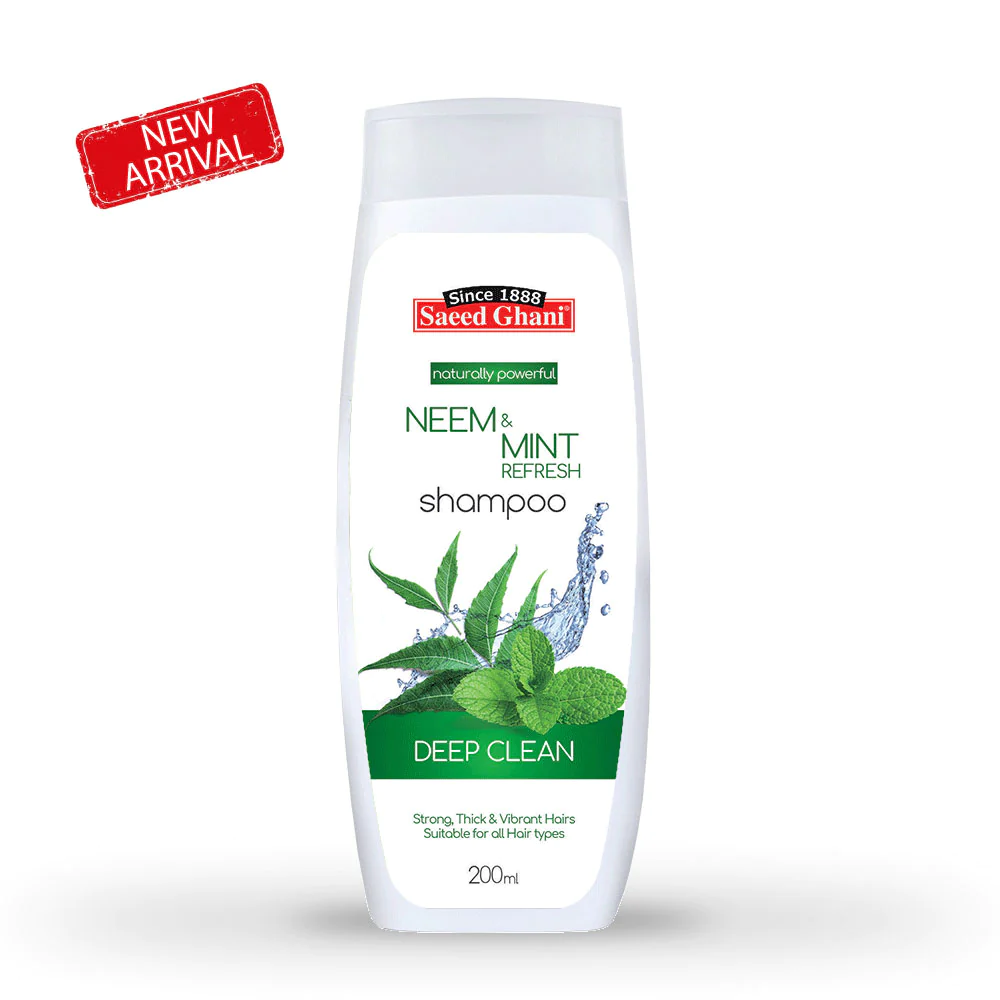 NEW
ARRIVAL
Since 1888
Saeed Ghani®
naturally powerful
NEEM &
MINT
REFRESH
shampoo
DEEP CLEAN
Strong, Thick & Vibrant Hairs
Suitable for all Hair types
200ml